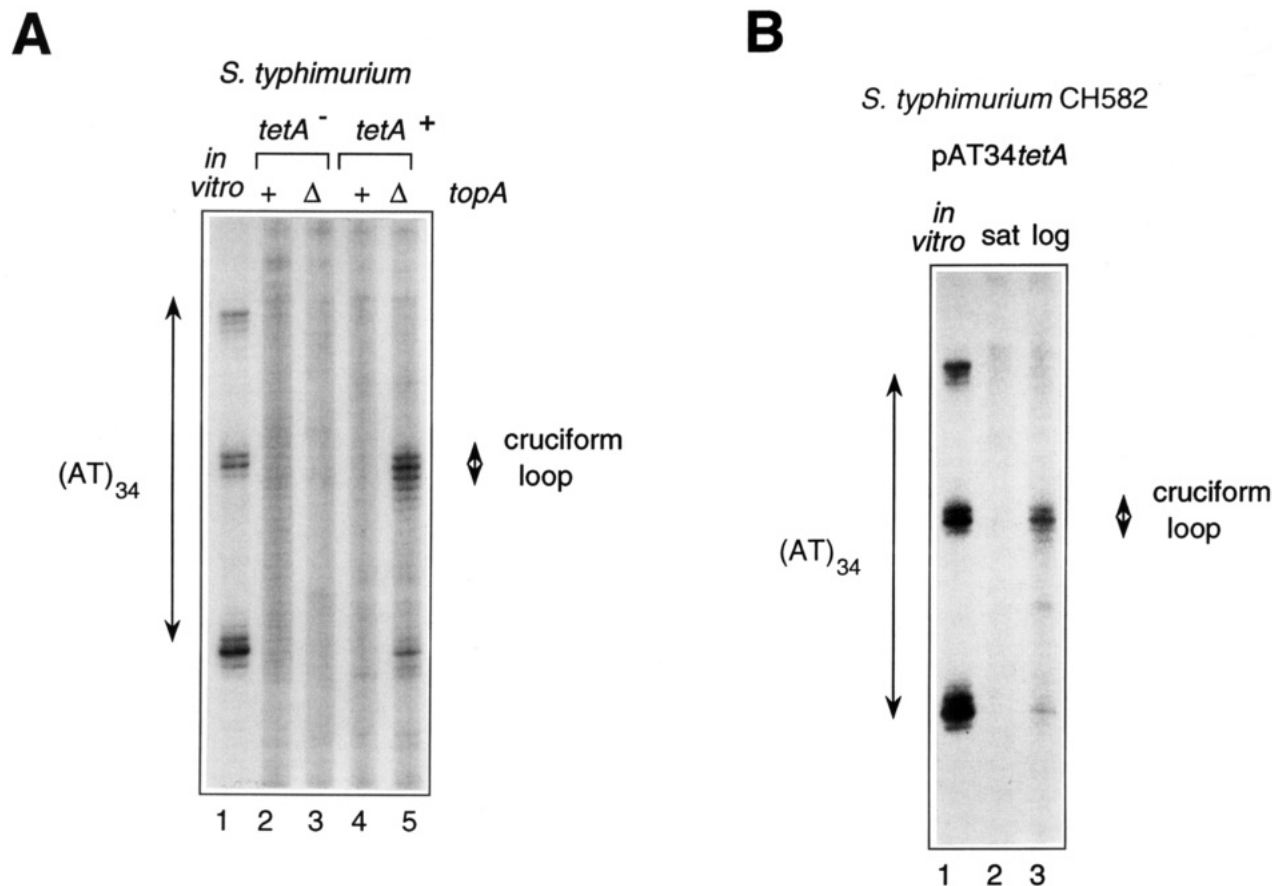 A
S. typhimurium
tetA - tetA +
in vitro + Δ + Δ topA
(AT)34
cruciform
loop
1 2 3 4 5
B
S. typhimurium CH582
pAT34tetA
in vitro sat log
(AT)34
cruciform
loop
1 2 3